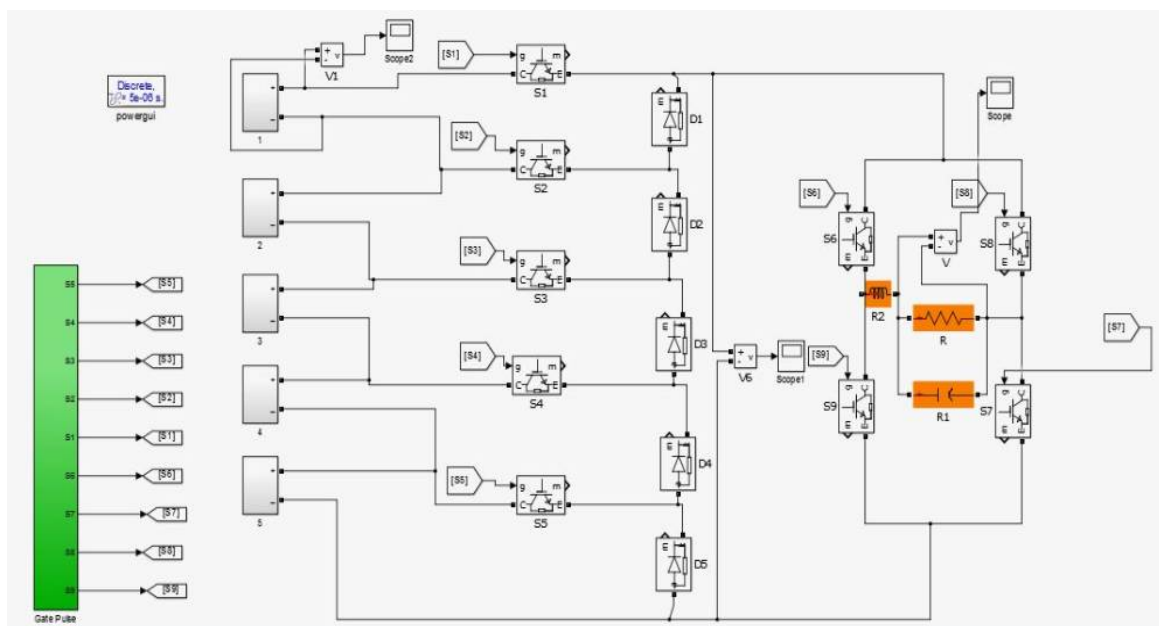 Discrete,
= 5e-06 s.
powergui
V1
Scope2
+
-
v
1
2
3
4
5
[S1]
g
m
C
E
S1
D1
[S2]
g
m
C
E
S2
D2
[S3]
g
m
C
E
S3
D3
[S4]
g
m
C
E
S4
D4
[S5]
g
m
C
E
S5
D5
V6
Scope1
Scope
[S6]
S6
[S8]
S8
V
R2
R
R1
[S9]
S9
[S7]
S7
S5
[S5]
S4
[S4]
S3
[S3]
S2
[S2]
S1
[S1]
S6
[S6]
S7
[S7]
S8
[S8]
S9
[S9]
Gate Pulse